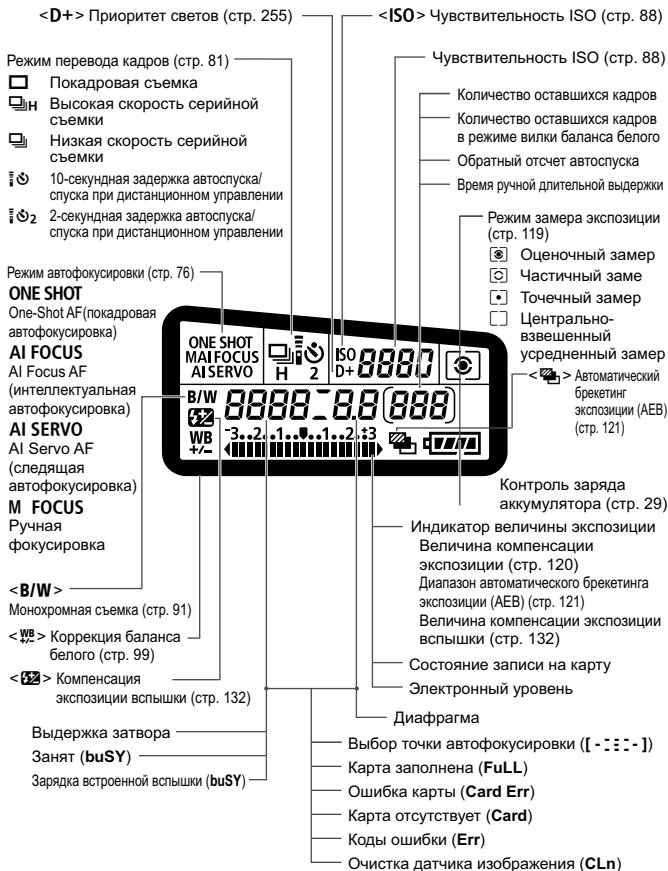 <D+> Приоритет светов (стр. 255)
<ISO> Чувствительность ISO (стр. 88)
Режим перевода кадров (стр. 81)
Покадровая съемка
H Высокая скорость серийной
съемки
Низкая скорость серийной
съемки
10-секундная задержка автоспуска/
спуска при дистанционном управлении
2 2-секундная задержка автоспуска/
спуска при дистанционном управлении
Чувствительность ISO (стр. 88)
Количество оставшихся кадров
Количество оставшихся кадров
в режиме вилки баланса белого
Обратный отсчет автоспуска
Время ручной длительной выдержки
Режим замера экспозиции
(стр. 119)
Оценочный замер
Частичный заме
Точечный замер
Центрально-
взвешенный
усредненный замер
< > Автоматический
брекетинг
экспозиции (AEB)
(стр. 121)
Режим автофокусировки (стр. 76)
ONE SHOT
One-Shot AF(покадровая
автофокусировка)
AI FOCUS
AI Focus AF
(интеллектуальная
автофокусировка)
AI SERVO
AI Servo AF
(следящая
автофокусировка)
M FOCUS
Ручная
фокусировка
ONE SHOT
MAI FOCUS
AI SERVO
H 2
ISO
D+ 8888
B/W
8888 8.8 (888)
WB
+/–
-3..2..1..0..1..2..+3
Контроль заряда
аккумулятора (стр. 29)
Индикатор величины экспозиции
Величина компенсации
экспозиции (стр. 120)
Диапазон автоматического брекетинга
экспозиции (AEB) (стр. 121)
Величина компенсации экспозиции
вспышки (стр. 132)
Состояние записи на карту
Электронный уровень
<B/W>
Монохромная съемка (стр. 91)
<WB +/–> Коррекция баланса
белого (стр. 99)
< > Компенсация
экспозиции вспышки (стр. 132)
Выдержка затвора
Занят (buSY)
Зарядка встроенной вспышки (buSY)
Диафрагма
Выбор точки автофокусировки ([ - - ])
Карта заполнена (FuLL)
Ошибка карты (Card Err)
Карта отсутствует (Card)
Коды ошибки (Err)
Очистка датчика изображения (CLn)